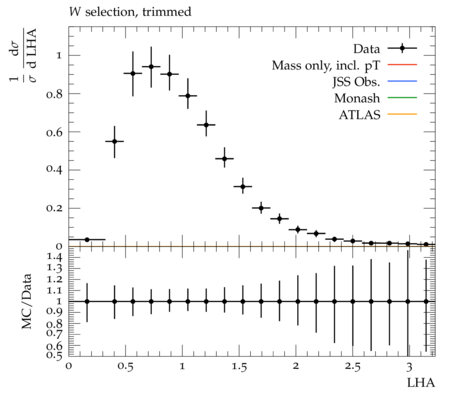 W selection, trimmed
1/σ dσ/d LHA
Data
Mass only, incl. pT
JSS Obs.
Monash
ATLAS
1
0.8
0.6
0.4
0.2
0
MC/Data
1.4
1.3
1.2
1.1
1
0.9
0.8
0.7
0.6
0.5
0 0.5 1 1.5 2 2.5 3
LHA